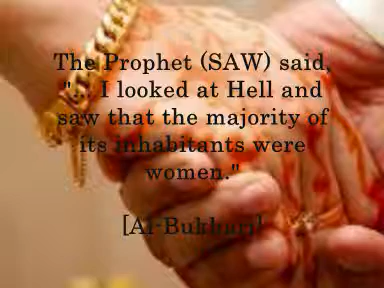 The Prophet (SAW) said,
"... I looked at Hell and
saw that the majority of
its inhabitants were
women."
[Al-Bukhari]